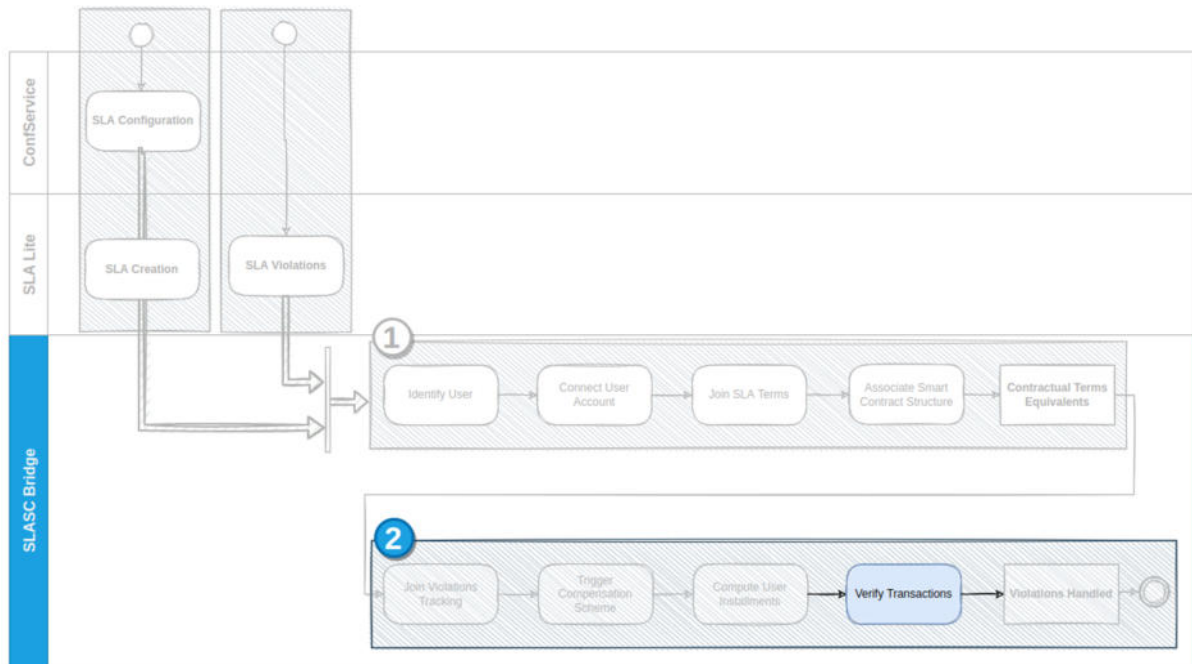 ConfService
SLA Configuration
SLA Lite
SLA Creation
SLA Violations
SLASC Bridge
1
Identify User
Connect User
Account
Join SLA Terms
Associate Smart
Contract Structure
Contractual Terms
Equivalents
2
Join Violations
Tracking
Trigger
Compensation
Scheme
Compute User
Installments
Verify Transactions
Violations Handled